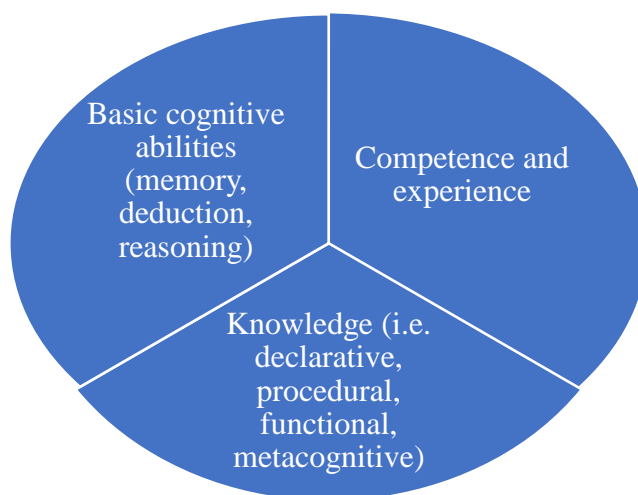 Basic cognitive
abilities
(memory,
deduction,
reasoning)
Competence and
experience
Knowledge (i.e.
declarative,
procedural,
functional,
metacognitive)